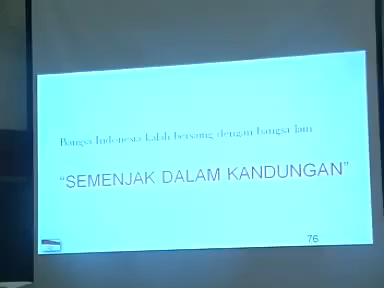 Bangsa Indonesia kalah bersaing dengan bangsa lain
“SEMENJAK DALAM KANDUNGAN”
76